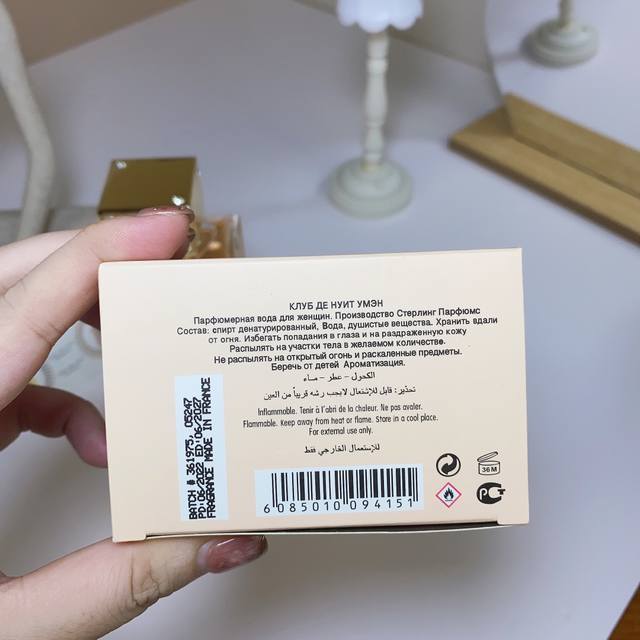 КЛУБ ДЕ НУИТ УМЭН
Парфюмерная вода для женщин. Производство Стерлинг Парфюмс
Состав: спирт денатурированный, Вода, душистые вещества. Хранить вдали
от огня. Избегать попадания в глаза и на раздраженную кожу
Распылять на участки тела в желаемом количестве.
Не распылять на открытый огонь и раскаленные предметы.
Беречь от детей Ароматизация.
الكحول – عطر – مـاء
تحذير: قابل للإشتعال لايجب رشه قريباً من العين
Inflammable. Tenir à l'abri de la chaleur. Ne pas avaler.
Flammable. Keep away from heat or flame. Store in a cool place.
For external use only.
للإستعمال الخارجي فقط
BATCH # 361975, 05247
PD:06/2022 ED:06/2027
FRAGRANCE MADE IN FRANCE
6 085010 094151
36 M